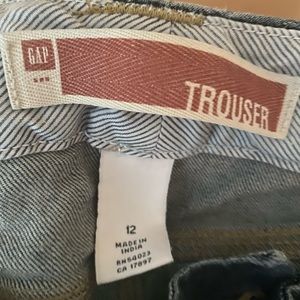 GAP
TROUSER
12
MADE IN
INDIA
RN54023
CA 17897